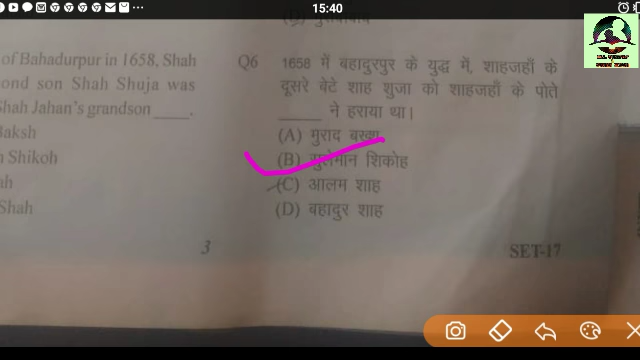 15:40
of Bahadurpur in 1658, Shah
ond son Shah Shuja was
Shah Jahan's grandson ____.
Baksh
n Shikoh
ah
Shah
Q6 1658 में बहादुरपुर के युद्ध में, शाहजहाँ के
दूसरे बेटे शाह शुजा को शाहजहाँ के पोते
____ ने हराया था।
(A) मुराद बख्श
(B) सुलेमान शिकोह
(C) आलम शाह
(D) बहादुर शाह
3
SET-17